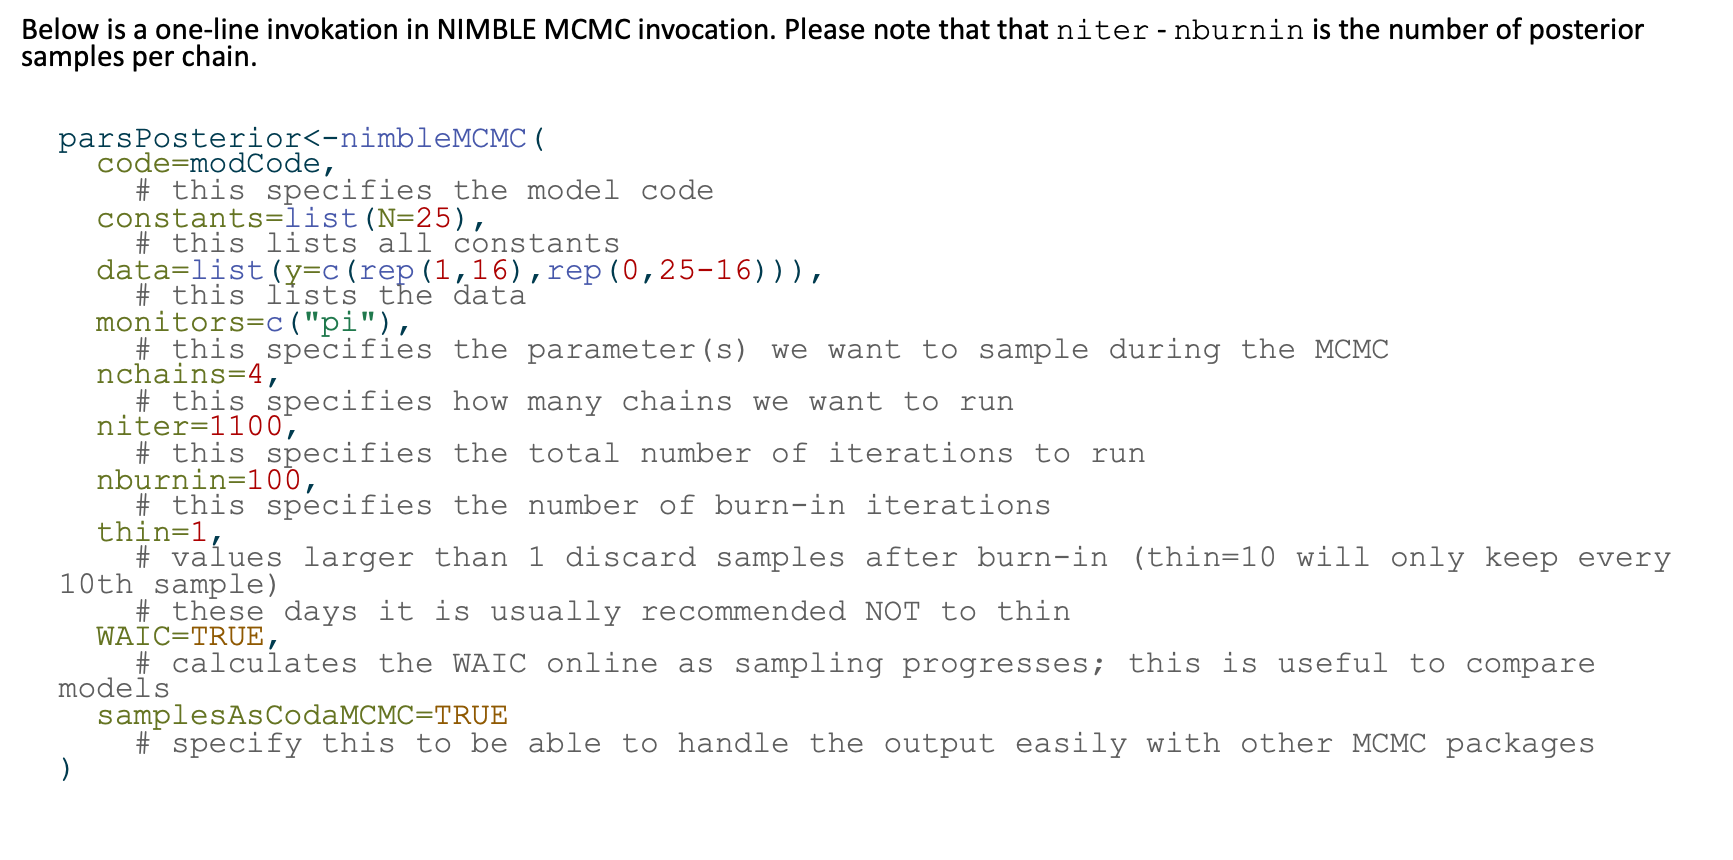 Below is a one-line invokation in NIMBLE MCMC invocation. Please note that that niter - nburnin is the number of posterior
samples per chain.
parsPosterior<-nimbleMCMC(
code=modCode,
# this specifies the model code
constants=list(N=25),
# this lists all constants
data=list(y=c(rep(1,16),rep(0,25-16))),
# this lists the data
monitors=c("pi"),
# this specifies the parameter(s) we want to sample during the MCMC
nchains=4,
# this specifies how many chains we want to run
niter=1100,
# this specifies the total number of iterations to run
nburnin=100,
# this specifies the number of burn-in iterations
thin=1,
# values larger than 1 discard samples after burn-in (thin=10 will only keep every
10th sample)
# these days it is usually recommended NOT to thin
WAIC=TRUE,
# calculates the WAIC online as sampling progresses; this is useful to compare
models
samplesAsCodaMCMC=TRUE
# specify this to be able to handle the output easily with other MCMC packages
)